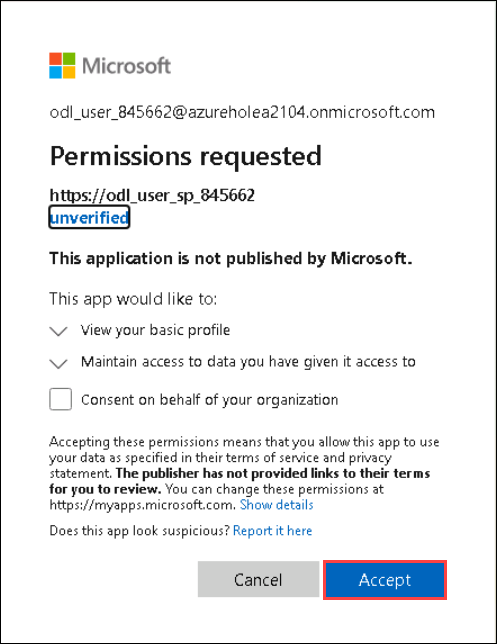 Microsoft
odl_user_845662@azureholea2104.onmicrosoft.com
Permissions requested
https://odl_user_sp_845662
unverified
This application is not published by Microsoft.
This app would like to:
View your basic profile
Maintain access to data you have given it access to
Consent on behalf of your organization
Accepting these permissions means that you allow this app to use
your data as specified in their terms of service and privacy
statement. The publisher has not provided links to their terms
for you to review. You can change these permissions at
https://myapps.microsoft.com. Show details
Does this app look suspicious? Report it here
Cancel
Accept